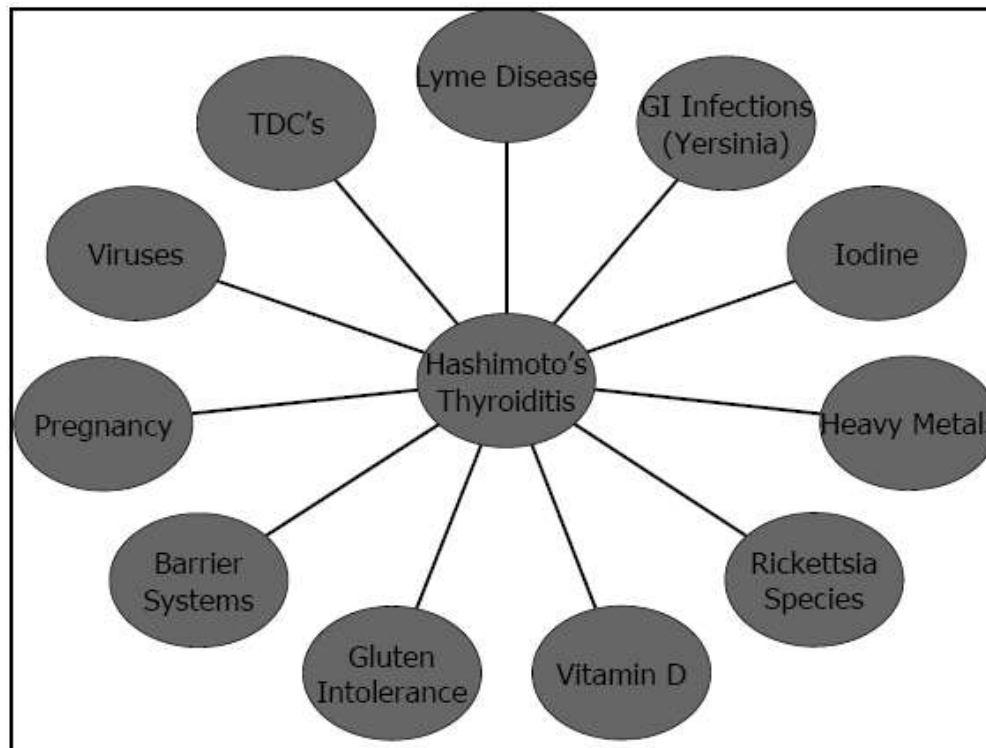 Lyme Disease
GI Infections
(Yersinia)
TDC's
Viruses
Iodine
Hashimoto's
Thyroiditis
Pregnancy
Heavy Metals
Barrier
Systems
Rickettsia
Species
Gluten
Intolerance
Vitamin D